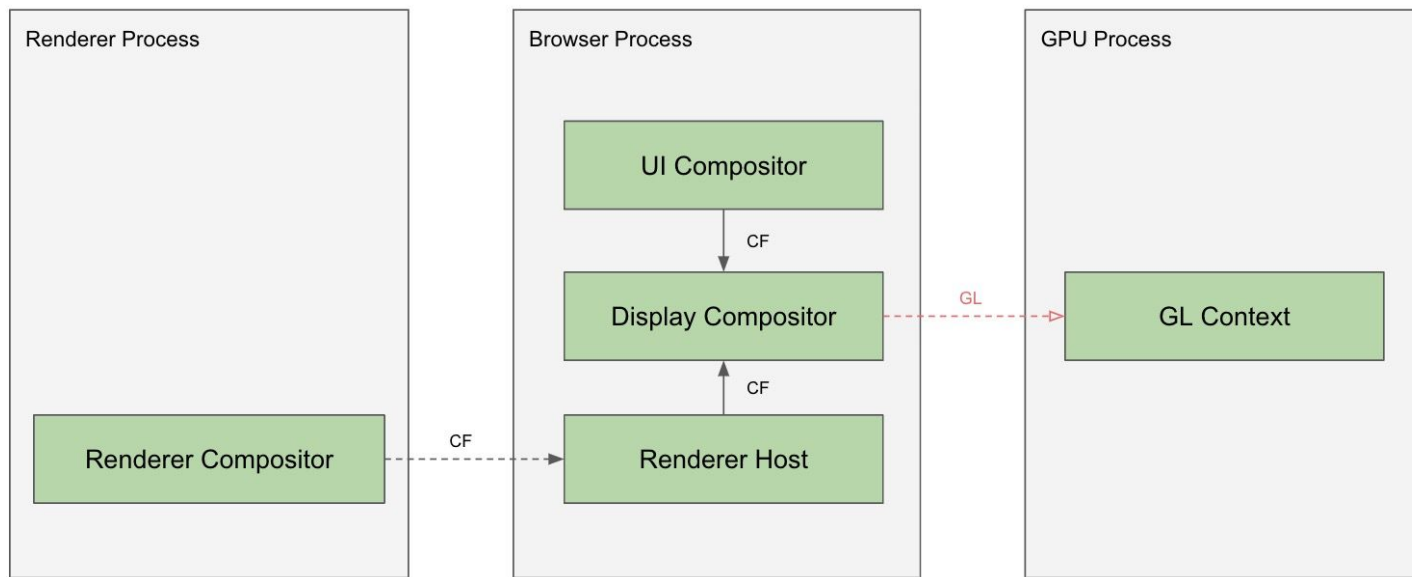 Renderer Process
Browser Process
GPU Process
UI Compositor
CF
Display Compositor
GL
GL Context
CF
Renderer Compositor
CF
Renderer Host